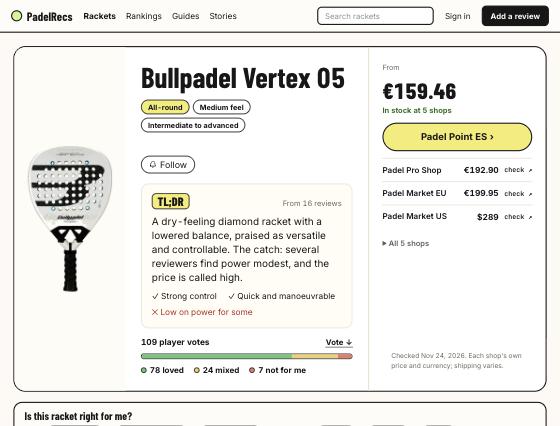 PadelRecs Rackets Rankings Guides Stories Search rackets Sign in Add a review
Bullpadel Vertex 05
All-round Medium feel
Intermediate to advanced
Follow
TL;DR From 16 reviews
A dry-feeling diamond racket with a
lowered balance, praised as versatile
and controllable. The catch: several
reviewers find power modest, and the
price is called high.
✓ Strong control ✓ Quick and manoeuvrable
✕ Low on power for some
109 player votes Vote ↓
78 loved 24 mixed 7 not for me
From
€159.46
In stock at 5 shops
Padel Point ES ›
Padel Pro Shop €192.90 check ↗
Padel Market EU €199.95 check ↗
Padel Market US $289 check ↗
▸ All 5 shops
Checked Nov 24, 2026. Each shop's own
price and currency; shipping varies.
Is this racket right for me?